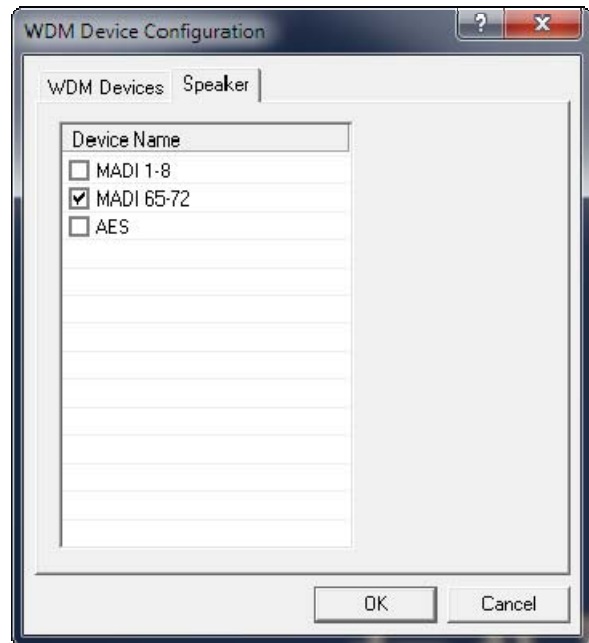 WDM Device Configuration
?
X
WDM Devices Speaker
Device Name
MADI 1-8
MADI 65-72
AES
OK Cancel